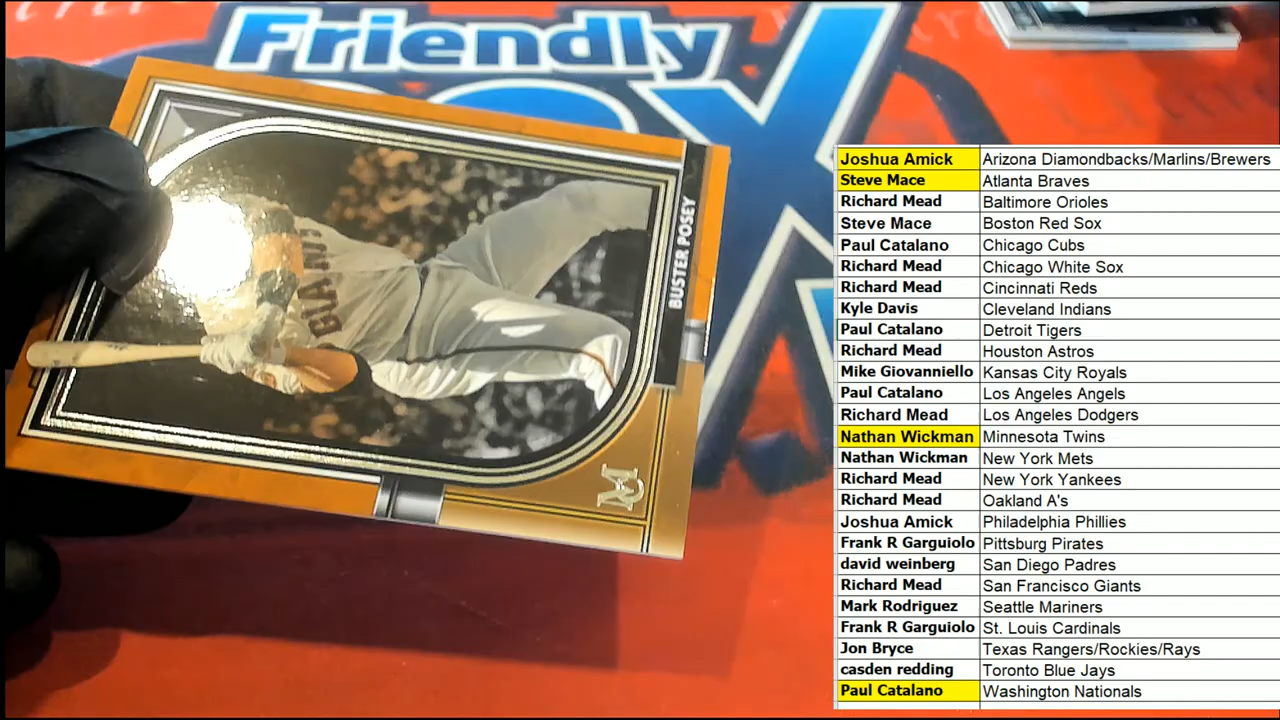 Friendly
OX
BUSTER POSEY
GIANTS
M
Joshua Amick Arizona Diamondbacks/Marlins/Brewers
Steve Mace Atlanta Braves
Richard Mead Baltimore Orioles
Steve Mace Boston Red Sox
Paul Catalano Chicago Cubs
Richard Mead Chicago White Sox
Richard Mead Cincinnati Reds
Kyle Davis Cleveland Indians
Paul Catalano Detroit Tigers
Richard Mead Houston Astros
Mike Giovanniello Kansas City Royals
Paul Catalano Los Angeles Angels
Richard Mead Los Angeles Dodgers
Nathan Wickman Minnesota Twins
Nathan Wickman New York Mets
Richard Mead New York Yankees
Richard Mead Oakland A's
Joshua Amick Philadelphia Phillies
Frank R Garguiolo Pittsburg Pirates
david weinberg San Diego Padres
Richard Mead San Francisco Giants
Mark Rodriguez Seattle Mariners
Frank R Garguiolo St. Louis Cardinals
Jon Bryce Texas Rangers/Rockies/Rays
casden redding Toronto Blue Jays
Paul Catalano Washington Nationals